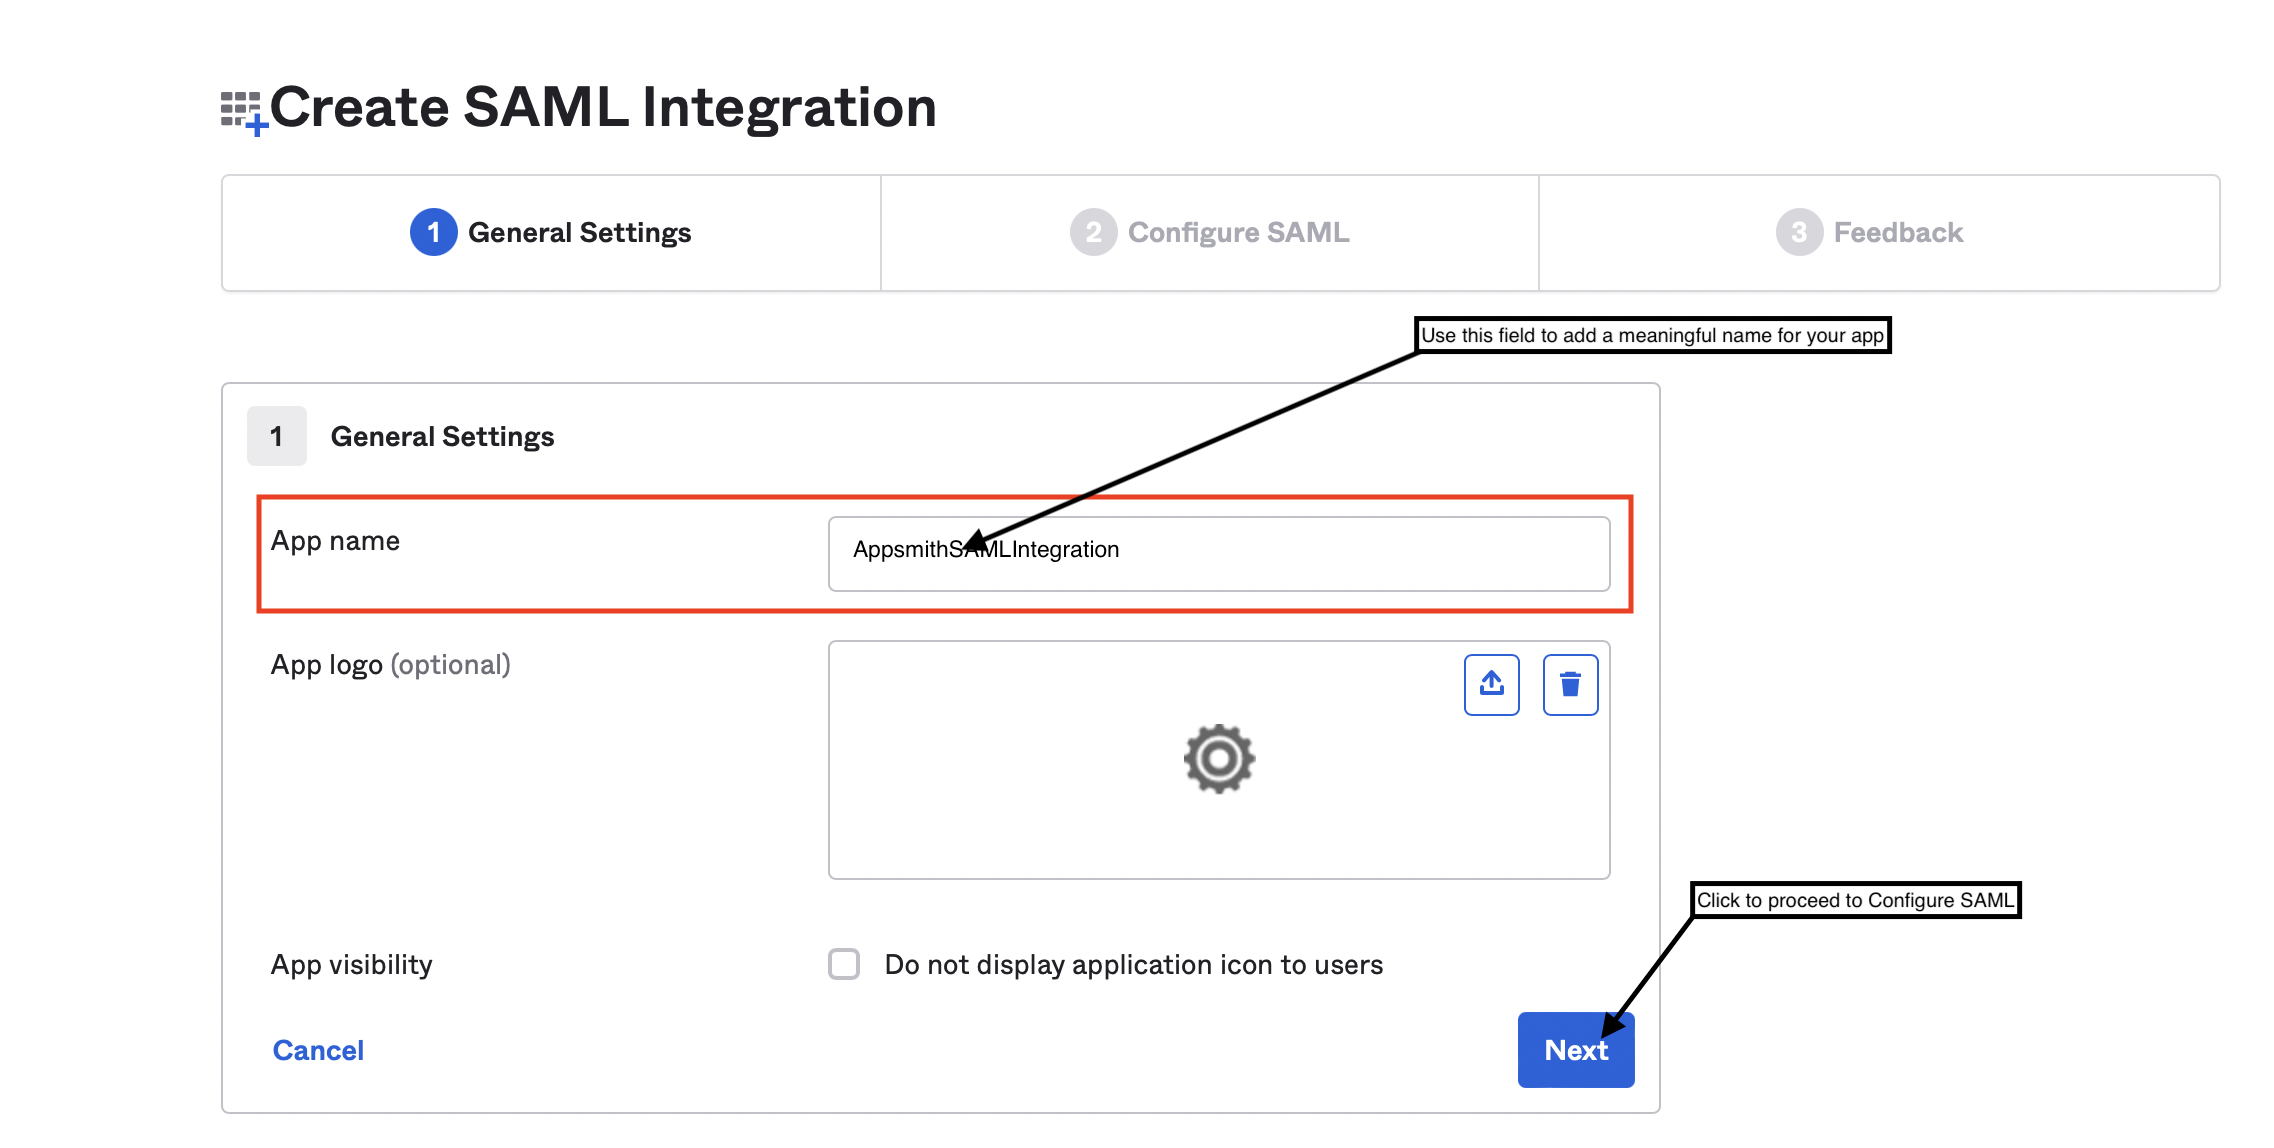 Create SAML Integration
1 General Settings
2 Configure SAML
3 Feedback
Use this field to add a meaningful name for your app
1 General Settings
App name
AppsmithSAMLIntegration
App logo (optional)
Click to proceed to Configure SAML
App visibility
Do not display application icon to users
Cancel
Next